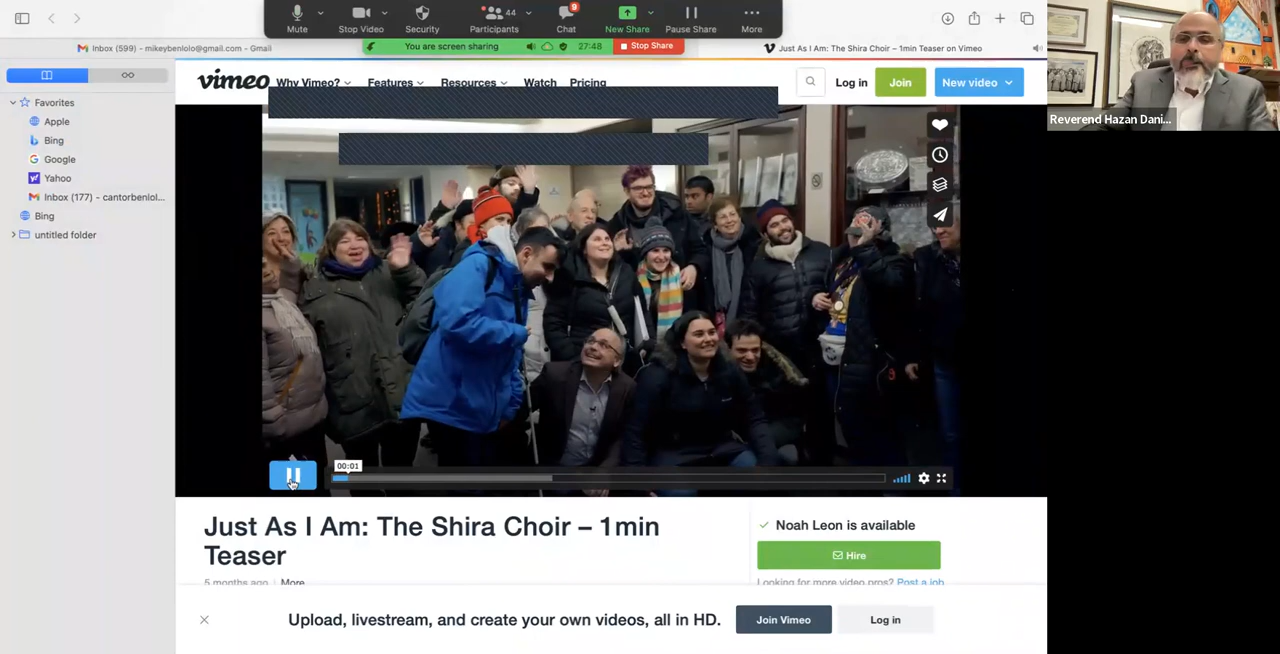 Mute
Stop Video
Security
44
Participants
9
Chat
New Share
Pause Share
More
Inbox (599) – mikeybenlolo@gmail.com – Gmail
You are screen sharing
27:48
Stop Share
Just As I Am: The Shira Choir – 1min Teaser on Vimeo
Favorites
Apple
Bing
Google
Yahoo
Inbox (177) – cantorbenlol...
Bing
untitled folder
vimeo
Why Vimeo?
Features
Resources
Watch
Pricing
Log in
Join
New video
Reverend Hazan Dani...
00:01
Just As I Am: The Shira Choir – 1min
Teaser
5 months ago
More
Noah Leon is available
Hire
Looking for more video pros? Post a job
Upload, livestream, and create your own videos, all in HD.
Join Vimeo
Log in